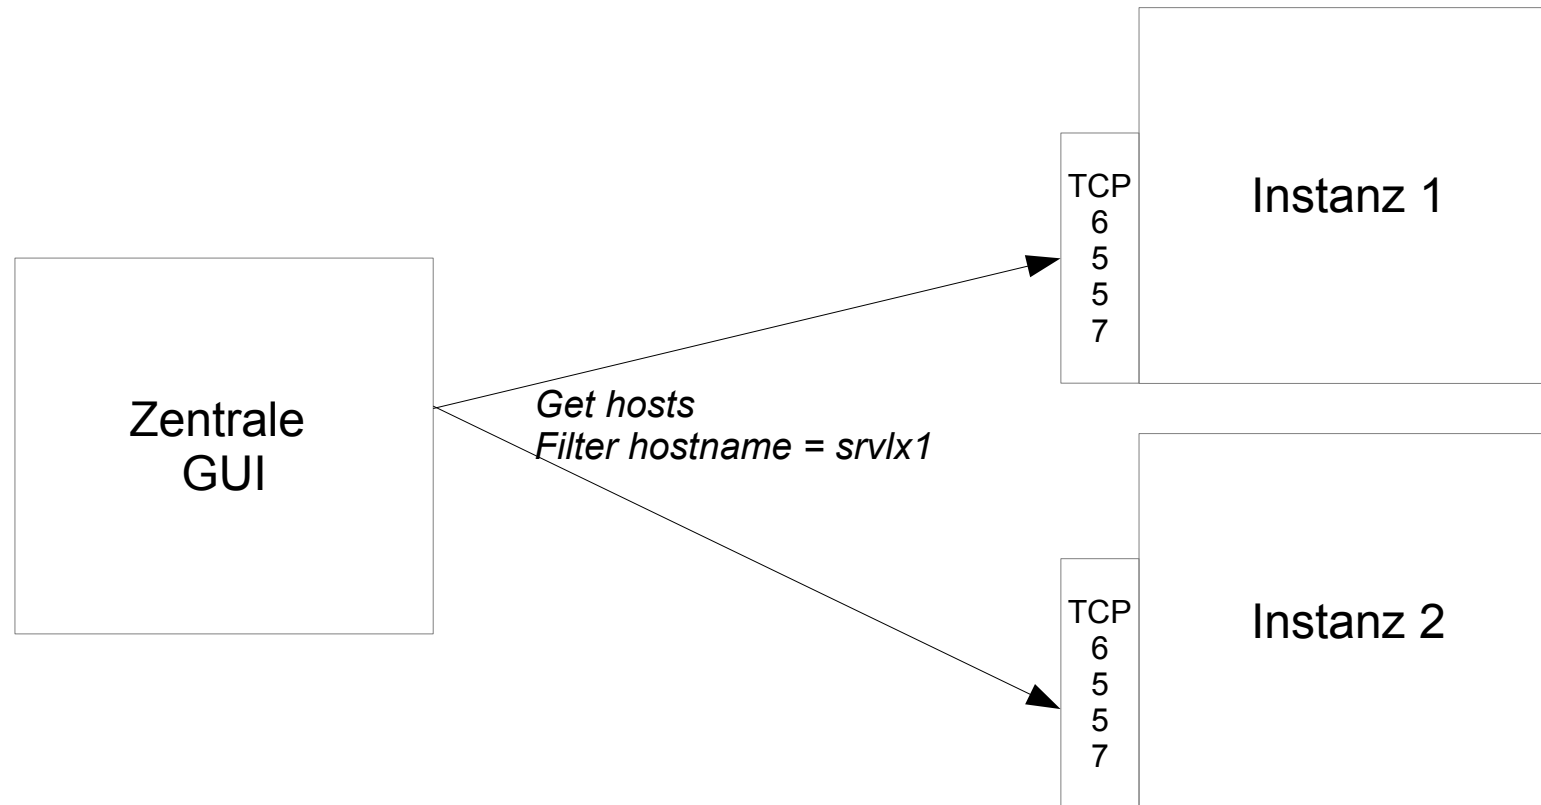 Zentrale
GUI
Get hosts
Filter hostname = srvlx1
TCP
6
5
5
7
Instanz 1
TCP
6
5
5
7
Instanz 2